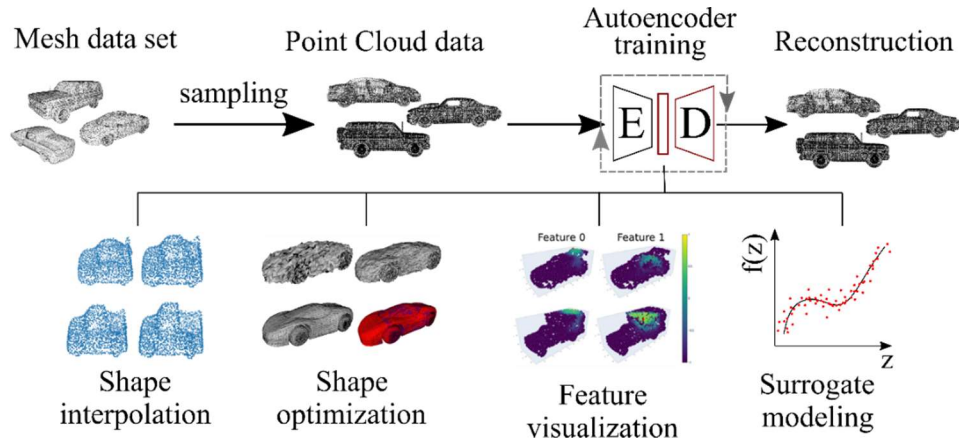 Mesh data set
Point Cloud data
Autoencoder
training
Reconstruction
sampling
E
D
Feature 0
Feature 1
f(z)
z
Shape
interpolation
Shape
optimization
Feature
visualization
Surrogate
modeling